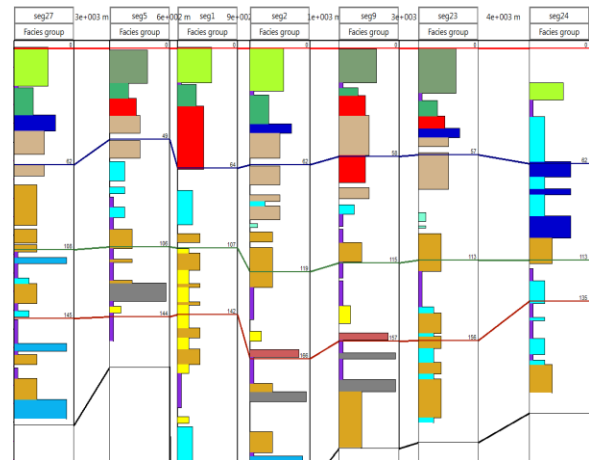 seg27 3e+003 m seg5 6e+002 m seg1 9e+002 seg2 1e+003 m seg9 3e+003 seg23 4e+003 m seg24
Facies group Facies group Facies group Facies group Facies group Facies group Facies group
0 0 0 0 0 0 0
49 64 62 58 57 62
108 107 119 115 113 113
144 142 166 157 156 135